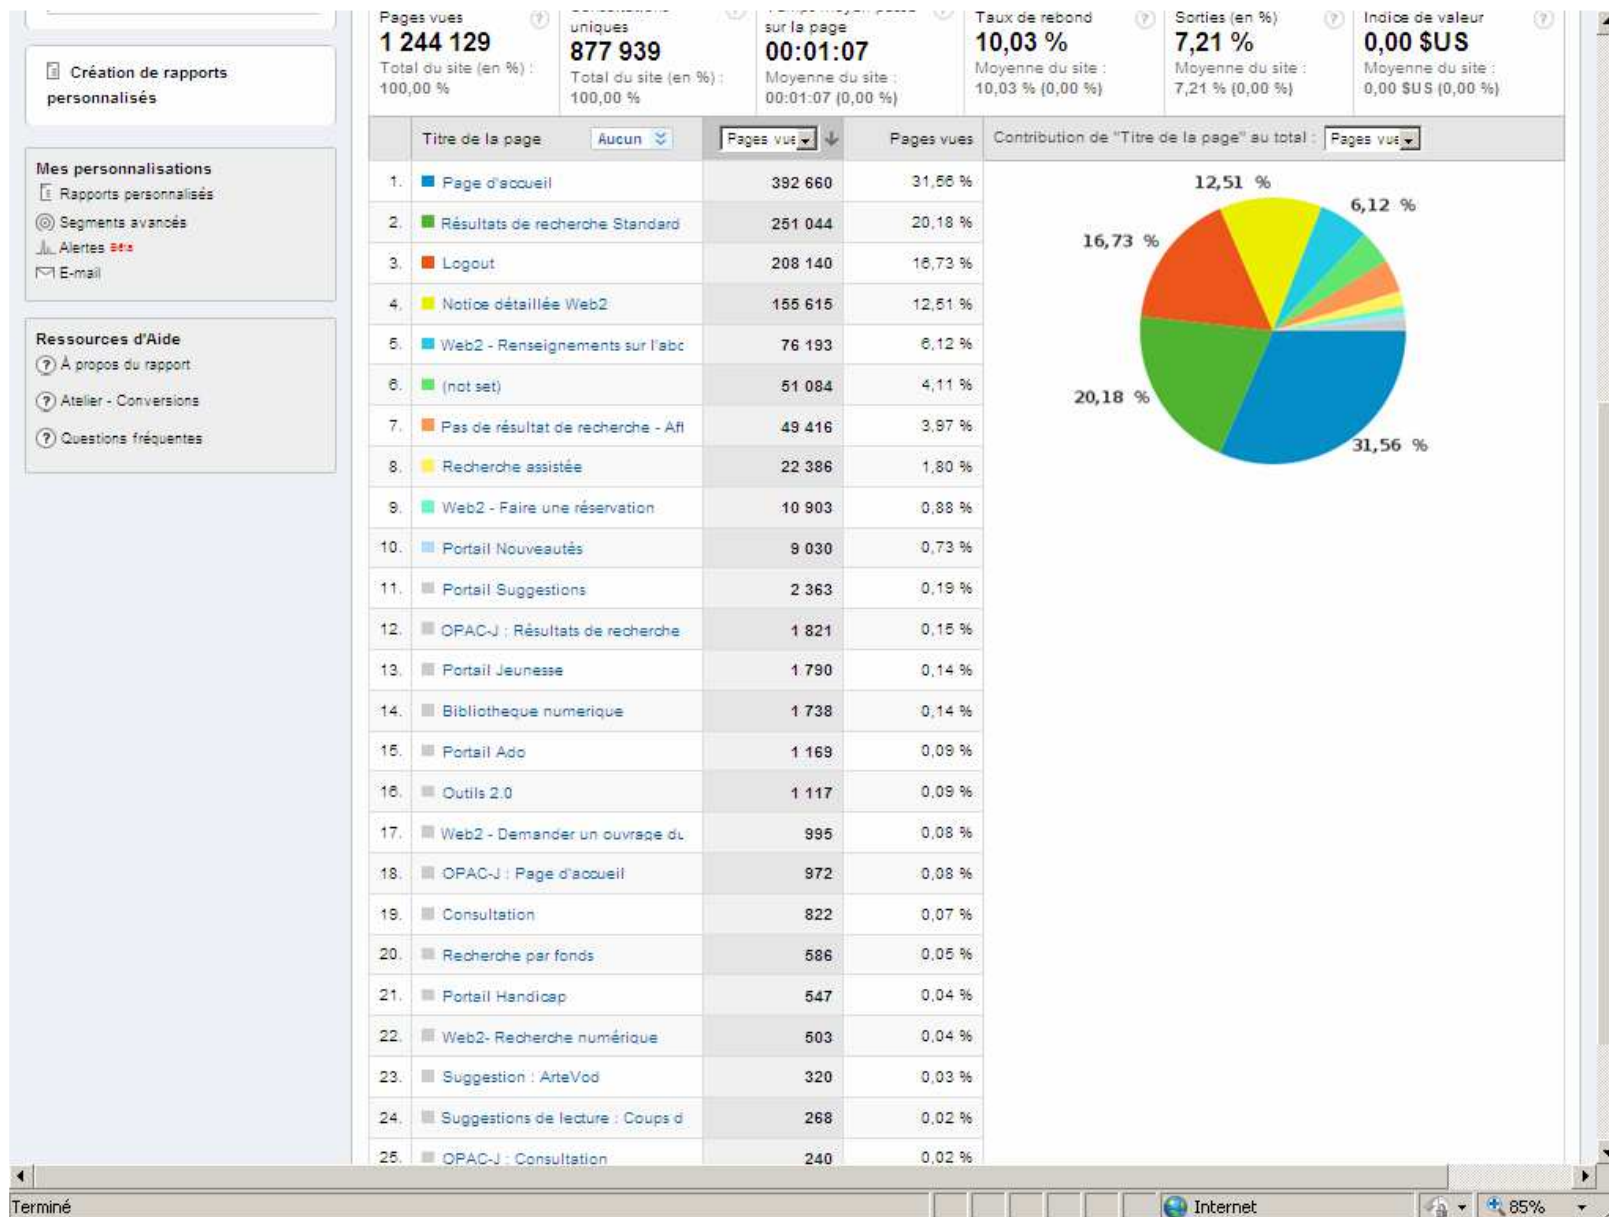 Pages vues
1 244 129
Total du site (en %) :
100,00 %
uniques
877 939
Total du site (en %) :
100,00 %
sur la page
00:01:07
Moyenne du site :
00:01:07 (0,00 %)
Taux de rebond
10,03 %
Moyenne du site :
10,03 % (0,00 %)
Sorties (en %)
7,21 %
Moyenne du site :
7,21 % (0,00 %)
Indice de valeur
0,00 $US
Moyenne du site :
0,00 $US (0,00 %)
Création de rapports
personnalisés
Mes personnalisations
Rapports personnalisés
Segments avancés
Alertes Bêta
E-mail
Ressources d'Aide
À propos du rapport
Atelier - Conversions
Questions fréquentes
Titre de la page Aucun Pages vue Pages vues Contribution de "Titre de la page" au total : Pages vue
1. Page d'accueil 392 660 31,56 %
2. Résultats de recherche Standard 251 044 20,18 %
3. Logout 208 140 16,73 %
4. Notice détaillée Web2 155 615 12,51 %
5. Web2 - Renseignements sur l'abc 76 193 6,12 %
6. (not set) 51 084 4,11 %
7. Pas de résultat de recherche - Aff 49 416 3,97 %
8. Recherche assistée 22 386 1,80 %
9. Web2 - Faire une réservation 10 903 0,88 %
10. Portail Nouveautés 9 030 0,73 %
11. Portail Suggestions 2 363 0,19 %
12. OPAC-J : Résultats de recherche 1 821 0,15 %
13. Portail Jeunesse 1 790 0,14 %
14. Bibliotheque numerique 1 738 0,14 %
15. Portail Ado 1 169 0,09 %
16. Outils 2.0 1 117 0,09 %
17. Web2 - Demander un ouvrage du 995 0,08 %
18. OPAC-J : Page d'accueil 972 0,08 %
19. Consultation 822 0,07 %
20. Recherche par fonds 586 0,05 %
21. Portail Handicap 547 0,04 %
22. Web2- Recherche numérique 503 0,04 %
23. Suggestion : ArteVod 320 0,03 %
24. Suggestions de lecture : Coups d 268 0,02 %
25. OPAC-J : Consultation 240 0,02 %
12,51 %
6,12 %
16,73 %
20,18 %
31,56 %
Terminé Internet 85%